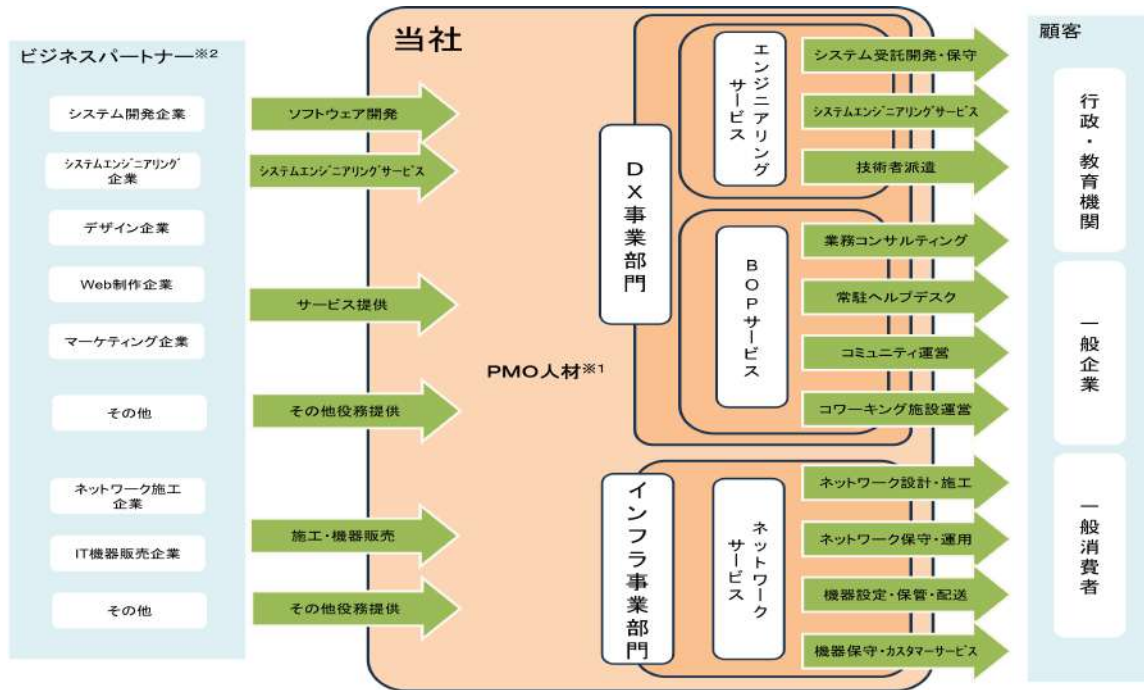 ビジネスパートナー※2
システム開発企業
システムエンジニアリング
企業
デザイン企業
Web制作企業
マーケティング企業
その他
ネットワーク施工
企業
IT機器販売企業
その他
ソフトウェア開発
システムエンジニアリングサービス
サービス提供
その他役務提供
施工・機器販売
その他役務提供
当社
PMO人材※1
DX事業部門
エンジニアリング
サービス
BOPサービス
インフラ事業部門
ネットワーク
サービス
システム受託開発・保守
システムエンジニアリングサービス
技術者派遣
業務コンサルティング
常駐ヘルプデスク
コミュニティ運営
コワーキング施設運営
ネットワーク設計・施工
ネットワーク保守・運用
機器設定・保管・配送
機器保守・カスタマーサービス
顧客
行政・教育機関
一般企業
一般消費者